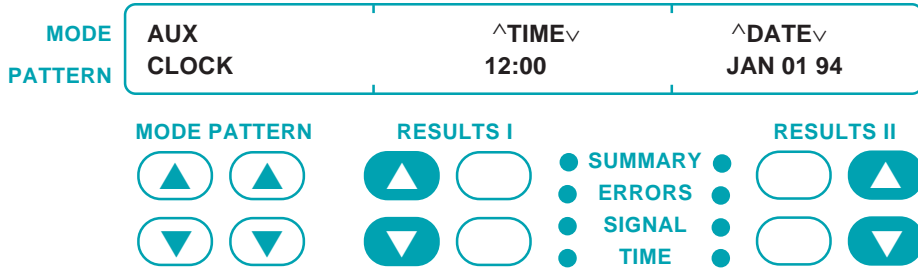 MODE AUX ^TIME˅ ^DATE˅
PATTERN CLOCK 12:00 JAN 01 94
MODE PATTERN RESULTS I RESULTS II
SUMMARY
ERRORS
SIGNAL
TIME